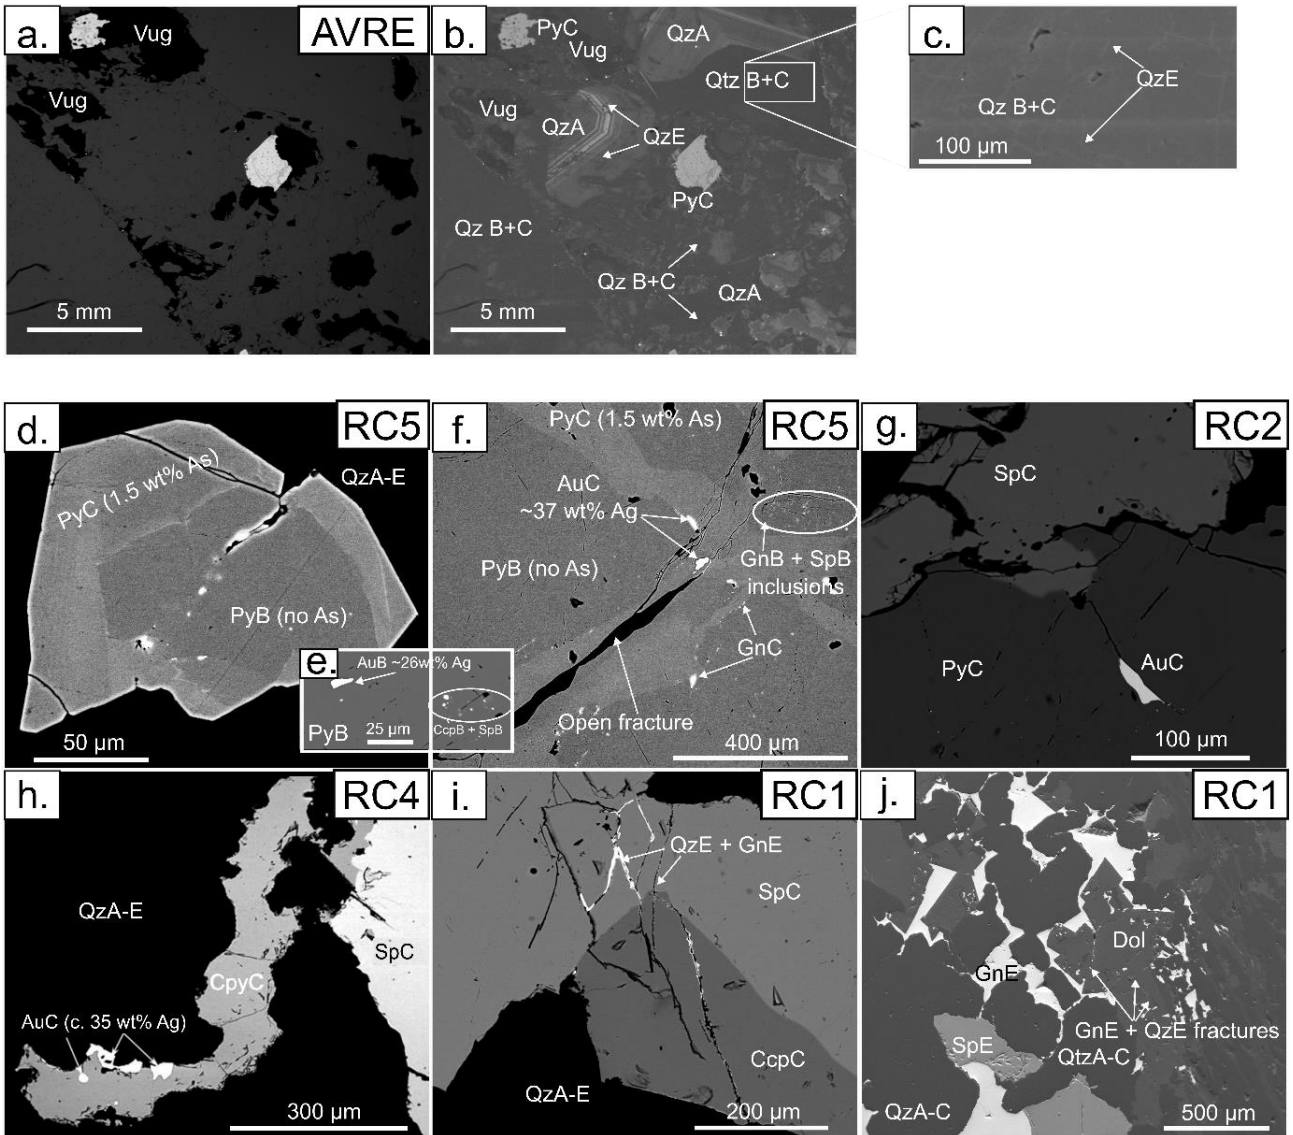 a.
Vug
AVRE
Vug
5 mm
b.
PyC
Vug
QzA
Qtz B+C
Vug
QzA
QzE
PyC
Qz B+C
Qz B+C
QzA
5 mm
c.
QzE
Qz B+C
100 µm
d.
RC5
QzA-E
PyC (1.5 wt% As)
PyB (no As)
50 µm
e.
AuB ~26wt% Ag
PyB
25 µm
CcpB + SpB
f.
PyC (1.5 wt% As)
RC5
AuC
~37 wt% Ag
PyB (no As)
GnB + SpB
inclusions
GnC
Open fracture
400 µm
g.
RC2
SpC
PyC
AuC
100 µm
h.
RC4
QzA-E
SpC
CpyC
AuC (c. 35 wt% Ag)
300 µm
i.
RC1
QzE + GnE
SpC
CcpC
QzA-E
200 µm
j.
RC1
Dol
GnE
GnE + QzE fractures
SpE
QtzA-C
QzA-C
500 µm